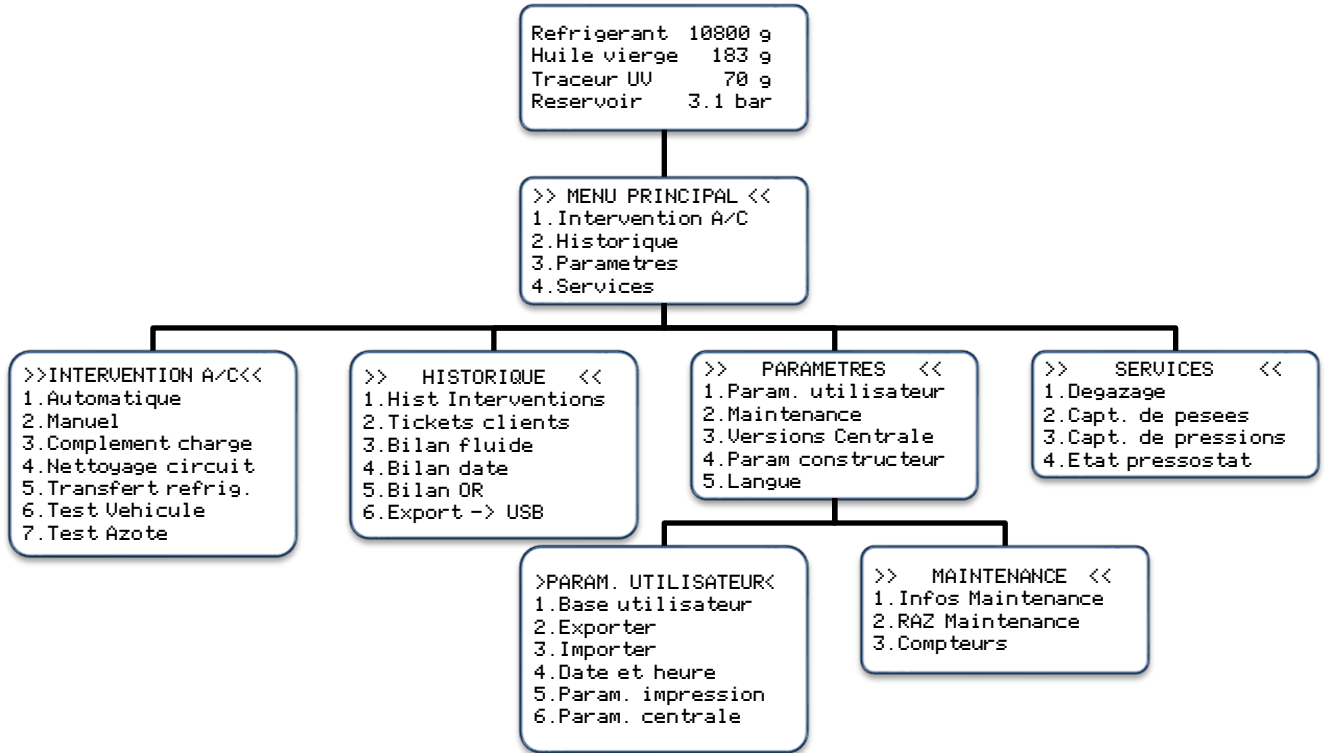 Refrigerant 10800 g
Huile vierge 183 g
Traceur UV 70 g
Reservoir 3.1 bar
>> MENU PRINCIPAL <<
1.Intervention A/C
2.Historique
3.Parametres
4.Services
>>INTERVENTION A/C<<
1.Automatique
2.Manuel
3.Complement charge
4.Nettoyage circuit
5.Transfert refrig.
6.Test Vehicule
7.Test Azote
>> HISTORIQUE <<
1.Hist Interventions
2.Tickets clients
3.Bilan fluide
4.Bilan date
5.Bilan OR
6.Export -> USB
>> PARAMETRES <<
1.Param. utilisateur
2.Maintenance
3.Versions Centrale
4.Param constructeur
5.Langue
>> SERVICES <<
1.Degazage
2.Capt. de pesees
3.Capt. de pressions
4.Etat pressostat
>PARAM. UTILISATEUR<
1.Base utilisateur
2.Exporter
3.Importer
4.Date et heure
5.Param. impression
6.Param. centrale
>> MAINTENANCE <<
1.Infos Maintenance
2.RAZ Maintenance
3.Compteurs